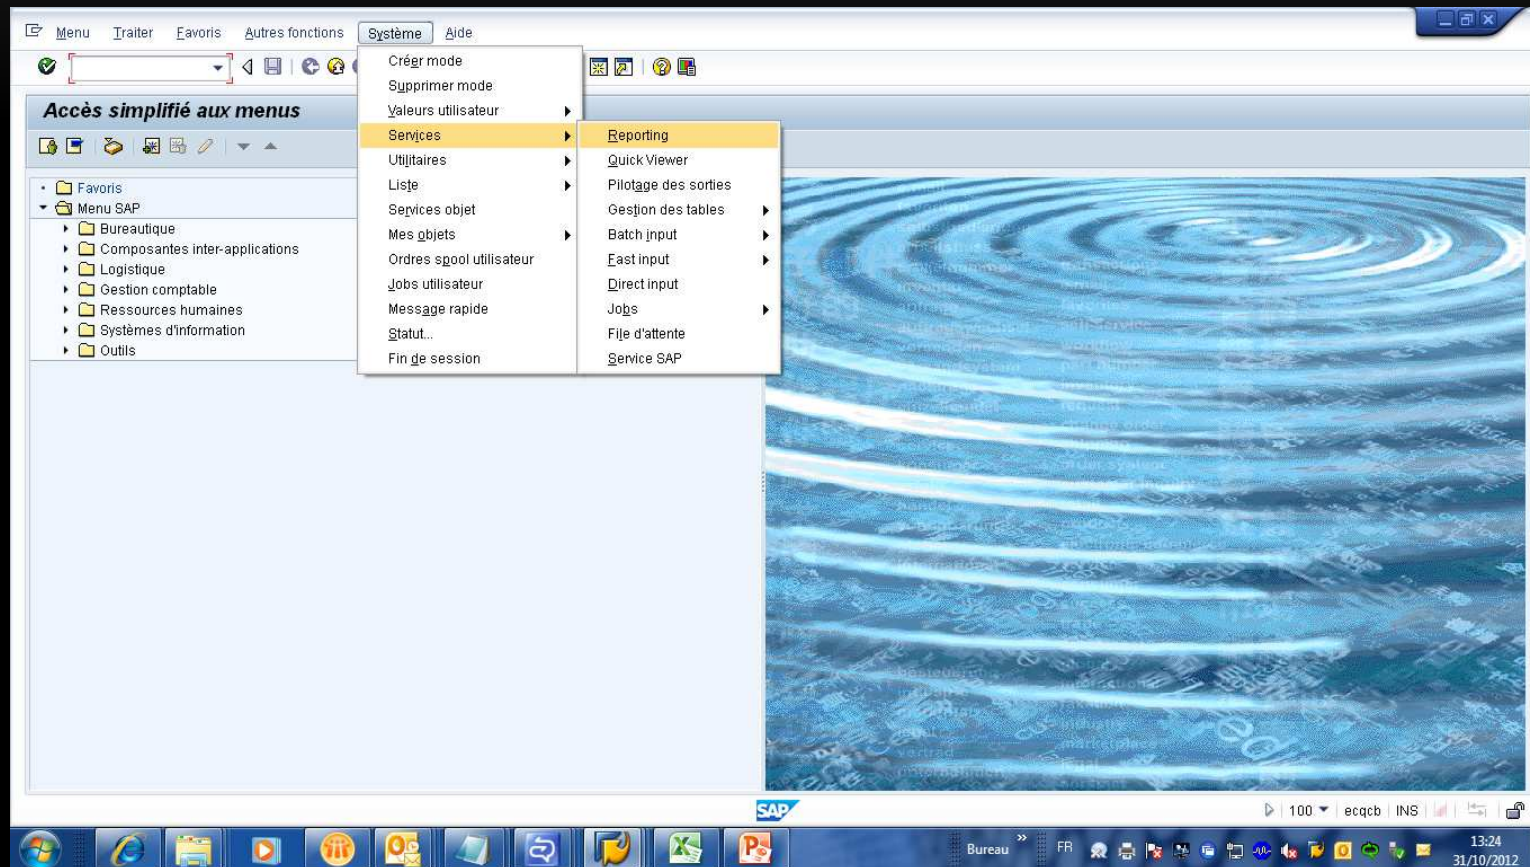 Menu Traiter Favoris Autres fonctions Système Aide
Créer mode
Supprimer mode
Valeurs utilisateur
Services
Utilitaires
Liste
Services objet
Mes objets
Ordres spool utilisateur
Jobs utilisateur
Message rapide
Statut...
Fin de session
Reporting
Quick Viewer
Pilotage des sorties
Gestion des tables
Batch input
Fast input
Direct input
Jobs
File d'attente
Service SAP
Accès simplifié aux menus
Favoris
Menu SAP
Bureautique
Composantes inter-applications
Logistique
Gestion comptable
Ressources humaines
Systèmes d'information
Outils
change order
vertrad
marketplace
SAP
100 ecqcb INS
Bureau » FR 13:24
31/10/2012